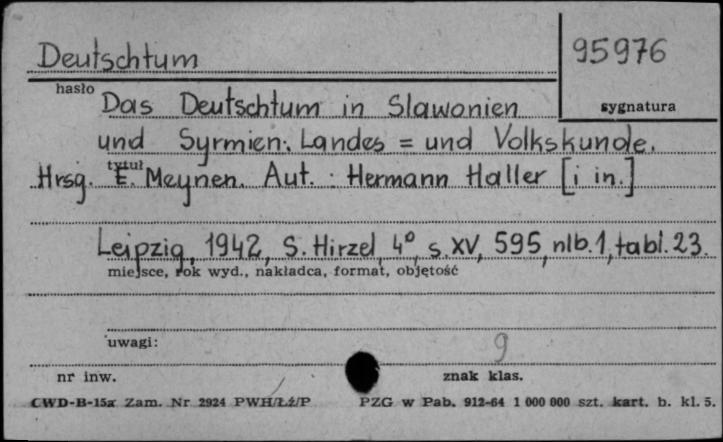 Deutschtum
95976
hasło
sygnatura
Das Deutschtum in Slawonien
und Syrmien. Landes = und Volkskunde.
tytuł
Hrsg. E. Meynen. Aut. : Hermann Haller [i in.]
Leipzig, 1942, S. Hirzel, 4°, s. XV, 595, nlb. 1, tabl. 23.
miejsce, rok wyd., nakładca, format, objętość
uwagi:
9
nr inw.
znak klas.
CWD-B-15a Zam. Nr 2924 PWH/Łź/P PZG w Pab. 912-64 1 000 000 szt. kart. b. kl. 5.